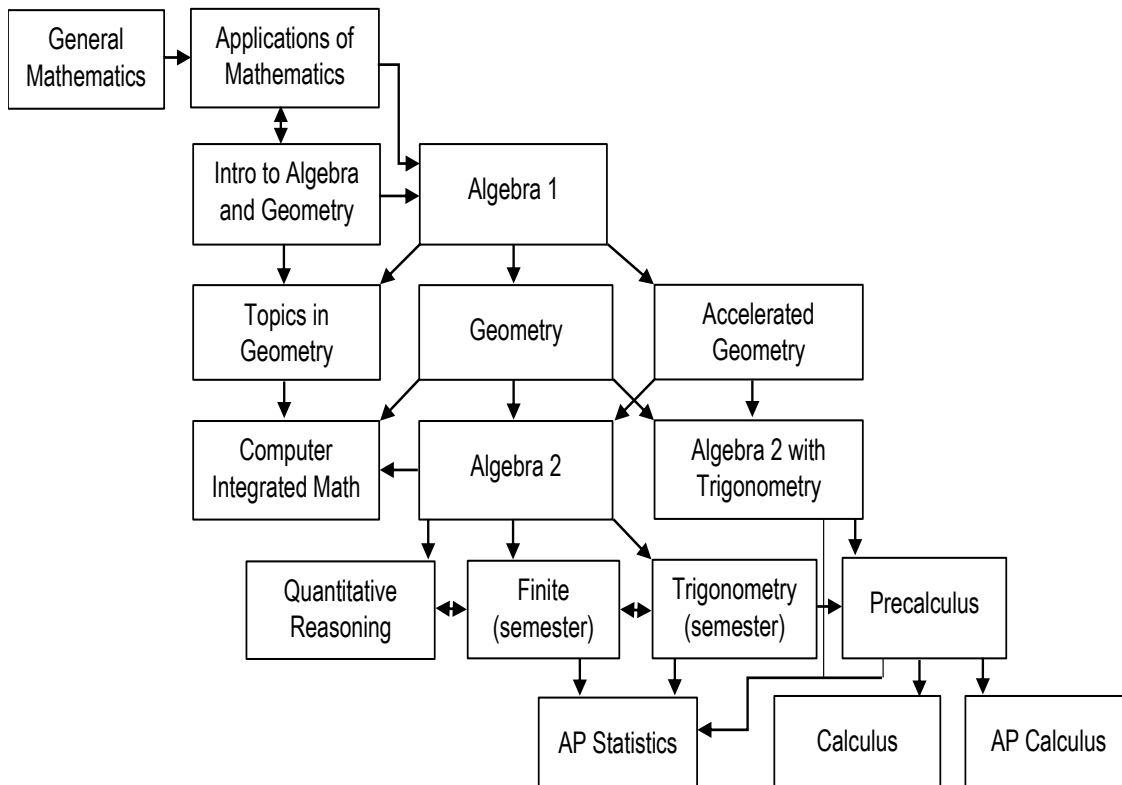 General
Mathematics
Applications of
Mathematics
Intro to Algebra
and Geometry
Algebra 1
Topics in
Geometry
Geometry
Accelerated
Geometry
Computer
Integrated Math
Algebra 2
Algebra 2 with
Trigonometry
Quantitative
Reasoning
Finite
(semester)
Trigonometry
(semester)
Precalculus
AP Statistics
Calculus
AP Calculus